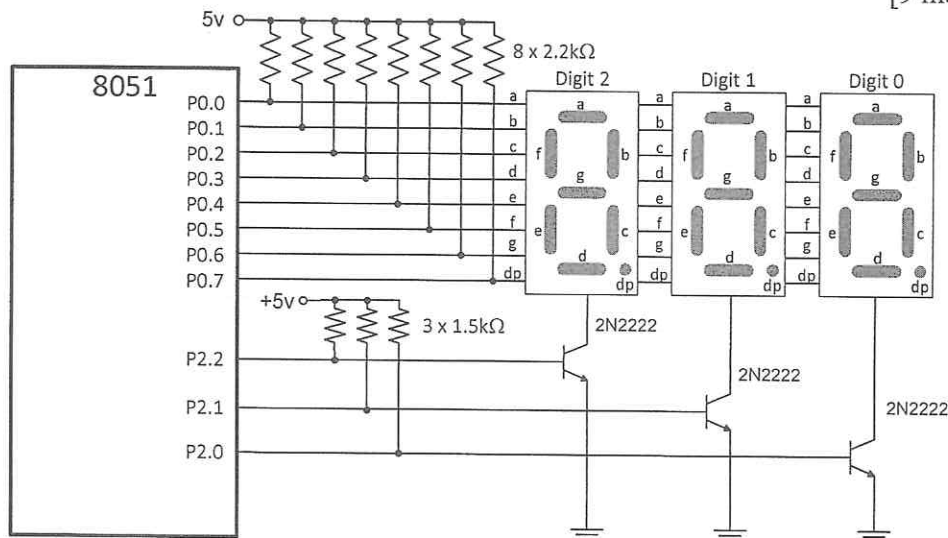 5v
8 x 2.2kΩ
8051
Digit 2 Digit 1 Digit 0
P0.0 a a a
P0.1 b b b
P0.2 c c c
P0.3 d d d
P0.4 e e e
P0.5 f f f
P0.6 g g g
P0.7 dp dp dp
a
f b
g
e c
d
dp
a
f b
g
e c
d
dp
a
f b
g
e c
d
dp
+5v
3 x 1.5kΩ
2N2222
P2.2
2N2222
P2.1
2N2222
P2.0